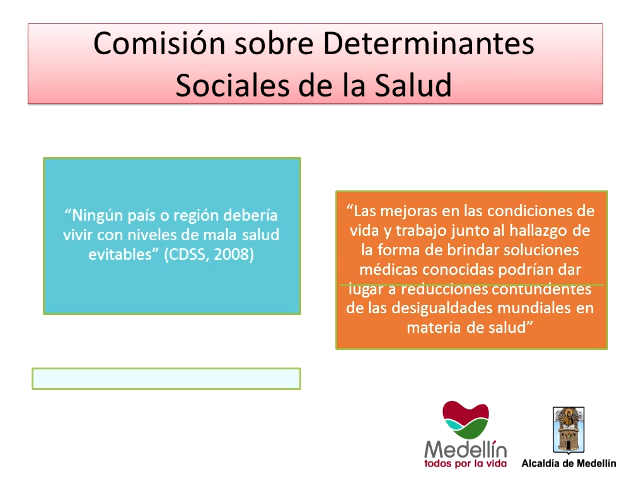 Comisión sobre Determinantes
Sociales de la Salud
“Ningún país o región debería
vivir con niveles de mala salud
evitables” (CDSS, 2008)
“Las mejoras en las condiciones de
vida y trabajo junto al hallazgo de
la forma de brindar soluciones
médicas conocidas podrían dar
lugar a reducciones contundentes
de las desigualdades mundiales en
materia de salud”
Medellín
todos por la vida
Alcaldía de Medellín